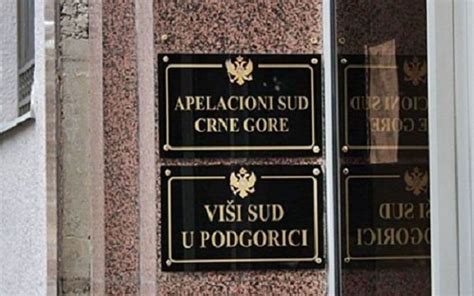 APELACIONI SUD
CRNE GORE
VIŠI SUD
U PODGORICI